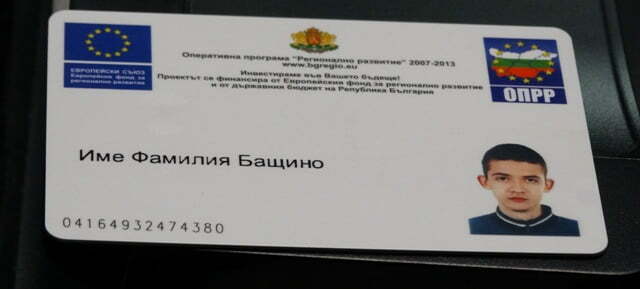 ЕВРОПЕЙСКИ СЪЮЗ
Европейски фонд за
регионално развитие
Оперативна програма "Регионално развитие" 2007-2013
www.bgregio.eu
Инвестираме във Вашето бъдеще!
Проектът се финансира от Европейския фонд за регионално развитие
и от държавния бюджет на Република България
ОПРР
Име Фамилия Бащино
04164932474380